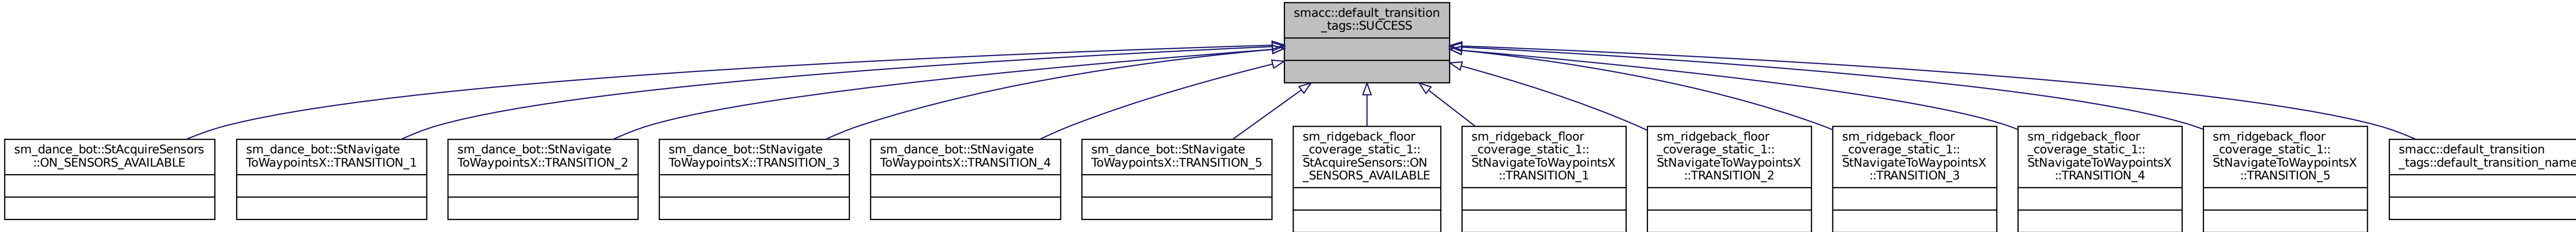 smacc::default_transition
_tags::SUCCESS
sm_dance_bot::StAcquireSensors
::ON_SENSORS_AVAILABLE
sm_dance_bot::StNavigate
ToWaypointsX::TRANSITION_1
sm_dance_bot::StNavigate
ToWaypointsX::TRANSITION_2
sm_dance_bot::StNavigate
ToWaypointsX::TRANSITION_3
sm_dance_bot::StNavigate
ToWaypointsX::TRANSITION_4
sm_dance_bot::StNavigate
ToWaypointsX::TRANSITION_5
sm_ridgeback_floor
_coverage_static_1::
StAcquireSensors::ON
_SENSORS_AVAILABLE
sm_ridgeback_floor
_coverage_static_1::
StNavigateToWaypointsX
::TRANSITION_1
sm_ridgeback_floor
_coverage_static_1::
StNavigateToWaypointsX
::TRANSITION_2
sm_ridgeback_floor
_coverage_static_1::
StNavigateToWaypointsX
::TRANSITION_3
sm_ridgeback_floor
_coverage_static_1::
StNavigateToWaypointsX
::TRANSITION_4
sm_ridgeback_floor
_coverage_static_1::
StNavigateToWaypointsX
::TRANSITION_5
smacc::default_transition
_tags::default_transition_name